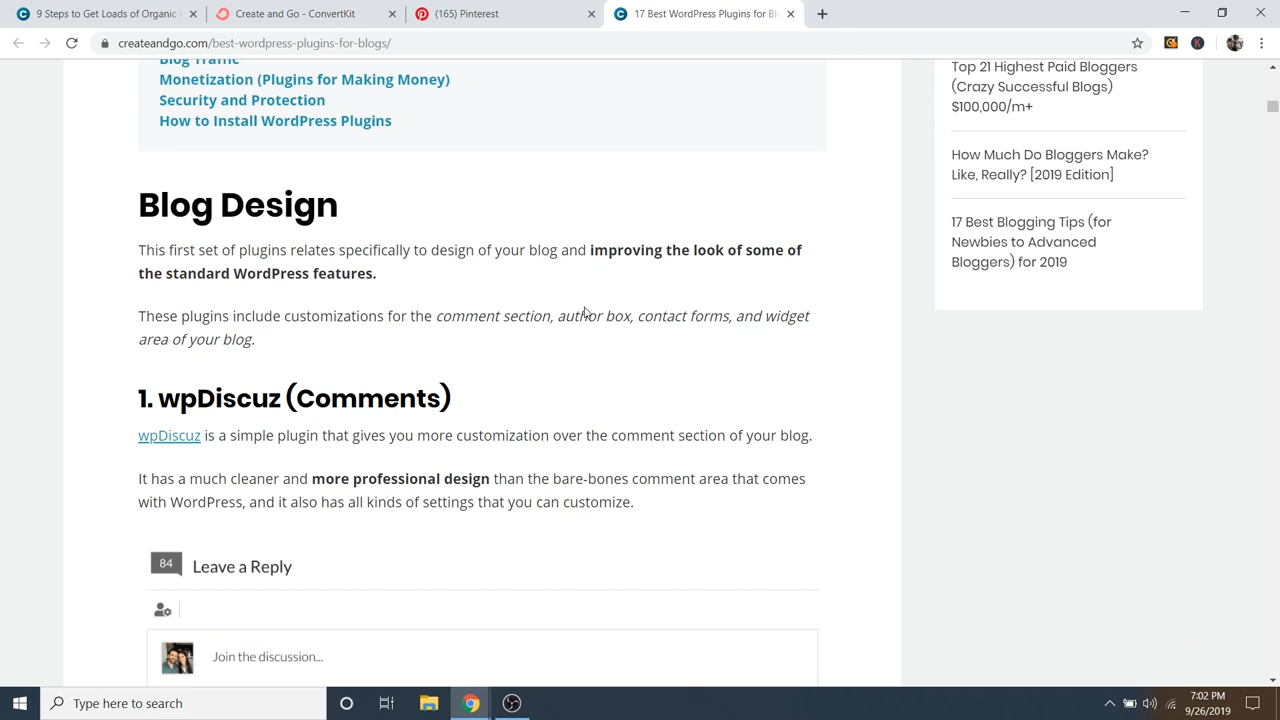 9 Steps to Get Loads of Organic
Create and Go - ConvertKit
(165) Pinterest
17 Best WordPress Plugins for Bl
createandgo.com/best-wordpress-plugins-for-blogs/
Blog Traffic
Monetization (Plugins for Making Money)
Security and Protection
How to Install WordPress Plugins
Blog Design
This first set of plugins relates specifically to design of your blog and improving the look of some of
the standard WordPress features.
These plugins include customizations for the comment section, author box, contact forms, and widget
area of your blog.
1. wpDiscuz (Comments)
wpDiscuz is a simple plugin that gives you more customization over the comment section of your blog.
It has a much cleaner and more professional design than the bare-bones comment area that comes
with WordPress, and it also has all kinds of settings that you can customize.
84 Leave a Reply
Join the discussion...
Top 21 Highest Paid Bloggers
(Crazy Successful Blogs)
$100,000/m+
How Much Do Bloggers Make?
Like, Really? [2019 Edition]
17 Best Blogging Tips (for
Newbies to Advanced
Bloggers) for 2019
Type here to search
7:02 PM
9/26/2019